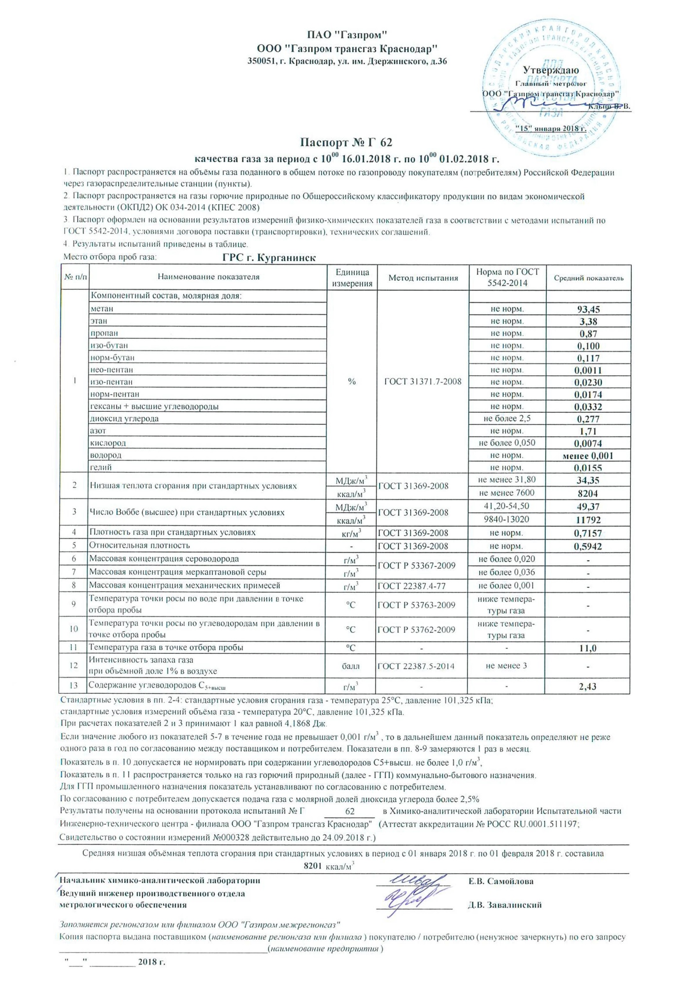 ПАО "Газпром"
ООО "Газпром трансгаз Краснодар"
350051, г. Краснодар, ул. им. Дзержинского, д.36
КРАСНОДАРСКИЙ КРАЙ ГОРОД КРАСНОДАР
РОССИЙСКАЯ ФЕДЕРАЦИЯ
ГАЗПРОМ ТРАНСГАЗ КРАСНОДАР
ДЛЯ
ПАСПОРТА
КАЧЕСТВА
ГАЗА
Утверждаю
Главный метролог
ООО "Газпром трансгаз Краснодар"
В.В.
"15" января 2018 г.
Паспорт № Г 62
качества газа за период с 10⁰⁰ 16.01.2018 г. по 10⁰⁰ 01.02.2018 г.
1. Паспорт распространяется на объёмы газа поданного в общем потоке по газопроводу покупателям (потребителям) Российской Федерации
через газораспределительные станции (пункты).
2. Паспорт распространяется на газы горючие природные по Общероссийскому классификатору продукции по видам экономической
деятельности (ОКПД2) ОК 034-2014 (КПЕС 2008)
3. Паспорт оформлен на основании результатов измерений физико-химических показателей газа в соответствии с методами испытаний по
ГОСТ 5542-2014, условиями договора поставки (транспортировки), технических соглашений.
4. Результаты испытаний приведены в таблице.
Место отбора проб газа: ГРС г. Курганинск
№ п/п Наименование показателя Единица измерения Метод испытания Норма по ГОСТ 5542-2014 Средний показатель
1 Компонентный состав, молярная доля: % ГОСТ 31371.7-2008
метан не норм. 93,45
этан не норм. 3,38
пропан не норм. 0,87
изо-бутан не норм. 0,100
норм-бутан не норм. 0,117
нео-пентан не норм. 0,0011
изо-пентан не норм. 0,0230
норм-пентан не норм. 0,0174
гексаны + высшие углеводороды не норм. 0,0332
диоксид углерода не более 2,5 0,277
азот не норм. 1,71
кислород не более 0,050 0,0074
водород не норм. менее 0,001
гелий не норм. 0,0155
2 Низшая теплота сгорания при стандартных условиях МДж/м³ ГОСТ 31369-2008 не менее 31,80 34,35
ккал/м³ не менее 7600 8204
3 Число Воббе (высшее) при стандартных условиях МДж/м³ ГОСТ 31369-2008 41,20-54,50 49,37
ккал/м³ 9840-13020 11792
4 Плотность газа при стандартных условиях кг/м³ ГОСТ 31369-2008 не норм. 0,7157
5 Относительная плотность - ГОСТ 31369-2008 не норм. 0,5942
6 Массовая концентрация сероводорода г/м³ ГОСТ Р 53367-2009 не более 0,020 -
7 Массовая концентрация меркаптановой серы г/м³ не более 0,036 -
8 Массовая концентрация механических примесей г/м³ ГОСТ 22387.4-77 не более 0,001 -
9 Температура точки росы по воде при давлении в точке °С ГОСТ Р 53763-2009 ниже темпера- -
отбора пробы туры газа
10 Температура точки росы по углеводородам при давлении в °С ГОСТ Р 53762-2009 ниже темпера- -
точке отбора пробы туры газа
11 Температура газа в точке отбора пробы °С - - 11,0
12 Интенсивность запаха газа балл ГОСТ 22387.5-2014 не менее 3 -
при объёмной доле 1% в воздухе
13 Содержание углеводородов С5+высш г/м³ - - 2,43
Стандартные условия в пп. 2-4: стандартные условия сгорания газа - температура 25°С, давление 101,325 кПа;
стандартные условия измерений объёма газа - температура 20°С, давление 101,325 кПа.
При расчетах показателей 2 и 3 принимают 1 кал равной 4,1868 Дж.
Если значение любого из показателей 5-7 в течение года не превышает 0,001 г/м³ , то в дальнейшем данный показатель определяют не реже
одного раза в год по согласованию между поставщиком и потребителем. Показатели в пп. 8-9 замеряются 1 раз в месяц.
Показатель в п. 10 допускается не нормировать при содержании углеводородов С5+высш. не более 1,0 г/м³,
Показатель в п. 11 распространяется только на газ горючий природный (далее - ГГП) коммунально-бытового назначения.
Для ГГП промышленного назначения показатель устанавливают по согласованию с потребителем.
По согласованию с потребителем допускается подача газа с молярной долей диоксида углерода более 2,5%
Результаты получены на основании протокола испытаний № Г 62 в Химико-аналитической лаборатории Испытательной части
Инженерно-технического центра - филиала ООО "Газпром трансгаз Краснодар" (Аттестат аккредитации № РОСС RU.0001.511197;
Свидетельство о состоянии измерений №000328 действительно до 24.09.2018 г.)
Средняя низшая объёмная теплота сгорания при стандартных условиях в период с 01 января 2018 г. по 01 февраля 2018 г. составила
8201 ккал/м³
Начальник химико-аналитической лаборатории Е.В. Самойлова
Ведущий инженер производственного отдела
метрологического обеспечения Д.В. Завалинский
Заполняется регионгазом или филиалом ООО "Газпром межрегионгаз"
Копия паспорта выдана поставщиком (наименование регионгаза или филиала ) покупателю / потребителю (ненужное зачеркнуть) по его запросу
(наименование предприятия )
"___" __________ 2018 г.